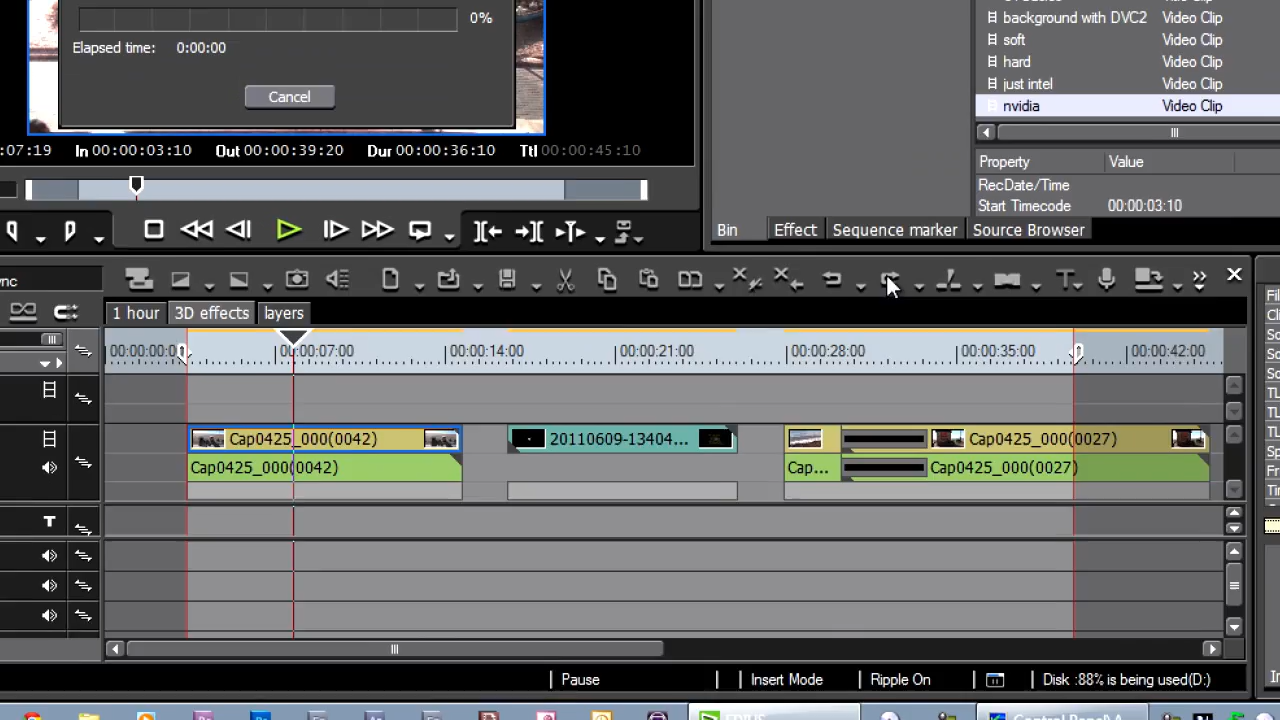 0%
Elapsed time: 0:00:00
Cancel
background with DVC2 Video Clip
soft Video Clip
hard Video Clip
just intel Video Clip
nvidia Video Clip
:07:19 In 00:00:03:10 Out 00:00:39:20 Dur 00:00:36:10 Ttl 00:00:45:10
Property Value
RecDate/Time
Start Timecode 00:00:03:10
Bin Effect Sequence marker Source Browser
nc
1 hour 3D effects layers
00:00:00:0 00:00:07:00 00:00:14:00 00:00:21:00 00:00:28:00 00:00:35:00 00:00:42:00
Cap0425_000(0042) 20110609-13404... Cap0425_000(0027)
Cap0425_000(0042) Cap... Cap0425_000(0027)
T
Pause Insert Mode Ripple On Disk :88% is being used(D:)